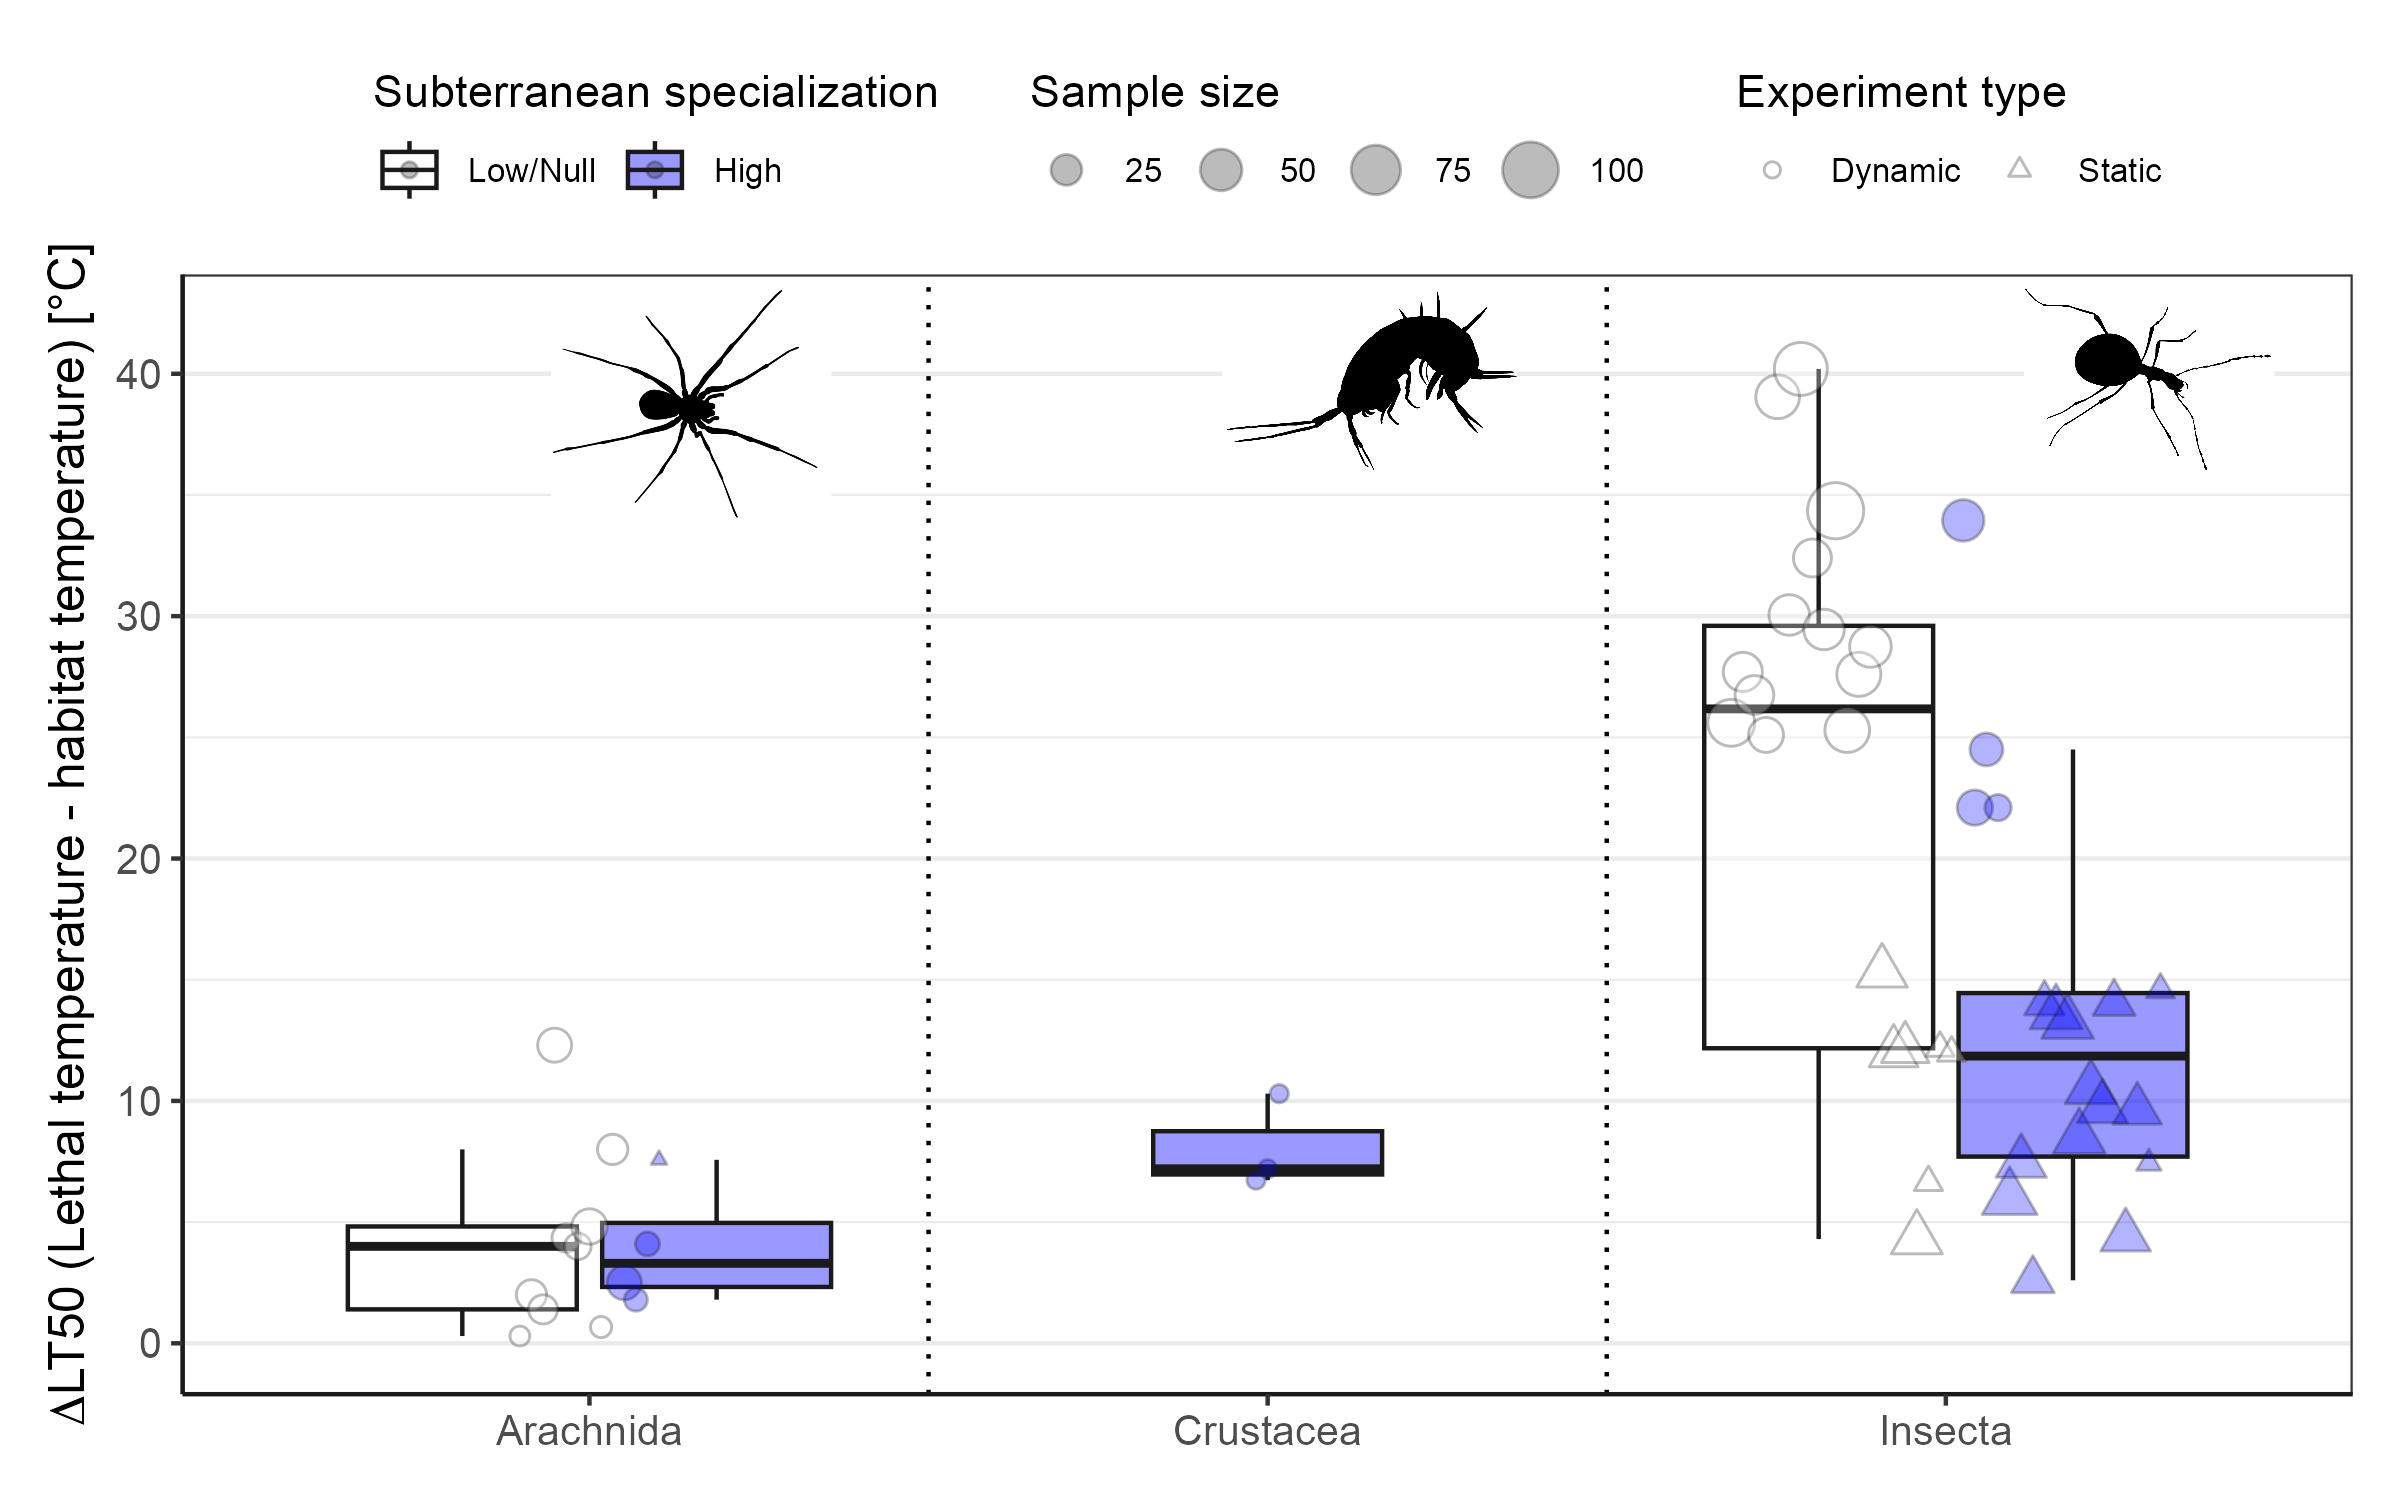 Subterranean specialization
Low/Null
High
Sample size
25
50
75
100
Experiment type
Dynamic
Static
ΔLT50 (Lethal temperature - habitat temperature) [°C]
40
30
20
10
0
Arachnida
Crustacea
Insecta